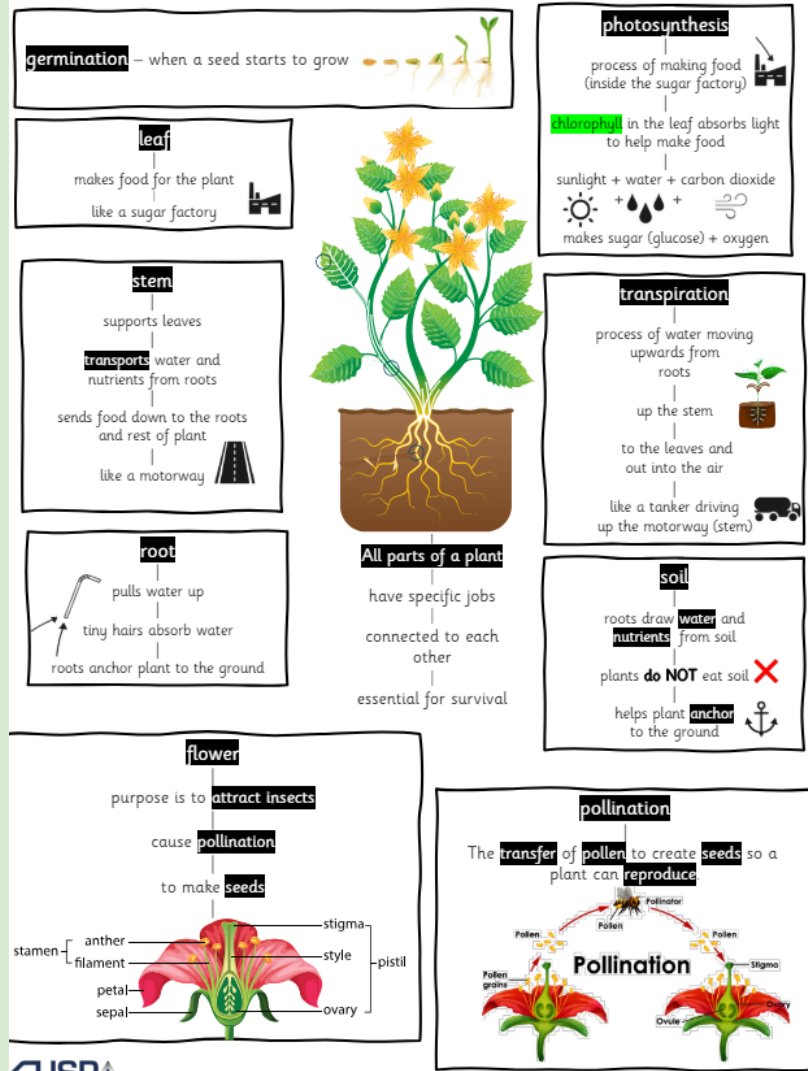 germination – when a seed starts to grow
leaf
makes food for the plant
like a sugar factory
stem
supports leaves
transports water and
nutrients from roots
sends food down to the roots
and rest of plant
like a motorway
root
pulls water up
tiny hairs absorb water
roots anchor plant to the ground
All parts of a plant
have specific jobs
connected to each
other
essential for survival
photosynthesis
process of making food
(inside the sugar factory)
chlorophyll in the leaf absorbs light
to help make food
sunlight + water + carbon dioxide
+ +
makes sugar (glucose) + oxygen
transpiration
process of water moving
upwards from
roots
up the stem
to the leaves and
out into the air
like a tanker driving
up the motorway (stem)
soil
roots draw water and
nutrients from soil
plants do NOT eat soil
helps plant anchor
to the ground
flower
purpose is to attract insects
cause pollination
to make seeds
stamen
anther
filament
petal
sepal
stigma
style
pistil
ovary
pollination
The transfer of pollen to create seeds so a
plant can reproduce
Pollinator
Pollen
Pollen
Pollen
Pollination
Pollen
grains
Stigma
Ovary
Ovule